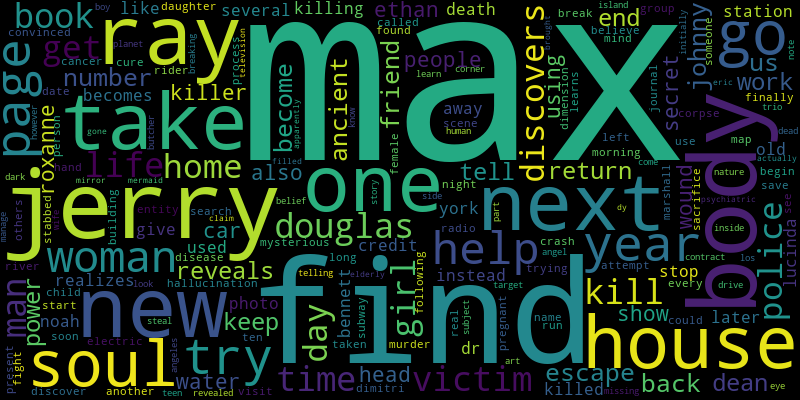 book like daughter several killing ethan death discovers end break island group station
ray max page get cancer cure rider convinced called found people believe mind johnny go us
number process television friend learn corner using dimension journal someone brought initially note
date becomes killer become apparently away scene secret work planet boy breaking
take ancient female human learns corpse eric finally trio
person however butcher know left old map dead
gone roxanne life home also tell morning use actually
hand filled one return come begin
dark mirror mermaid belief night next wound nature save
jerry stabbed entity story side marshall sacrifice body psychiatric see
others wine search claim douglas york part year inside lucinda
building give car credit radio dy police
woman used mysterious help crash angel contract los
river reveals disease long instead trying stop every drive
realizes hallucination telling elderly attempt
man power child look girl following target kill could later
new photo bennett pregnant show
start noah keep day subway real subject name run house
soon steal electric taken murder art
present fight soul try ten dr escape
angeles water time head victim killed back dean eye
discover another teen revealed visit dimitri missing